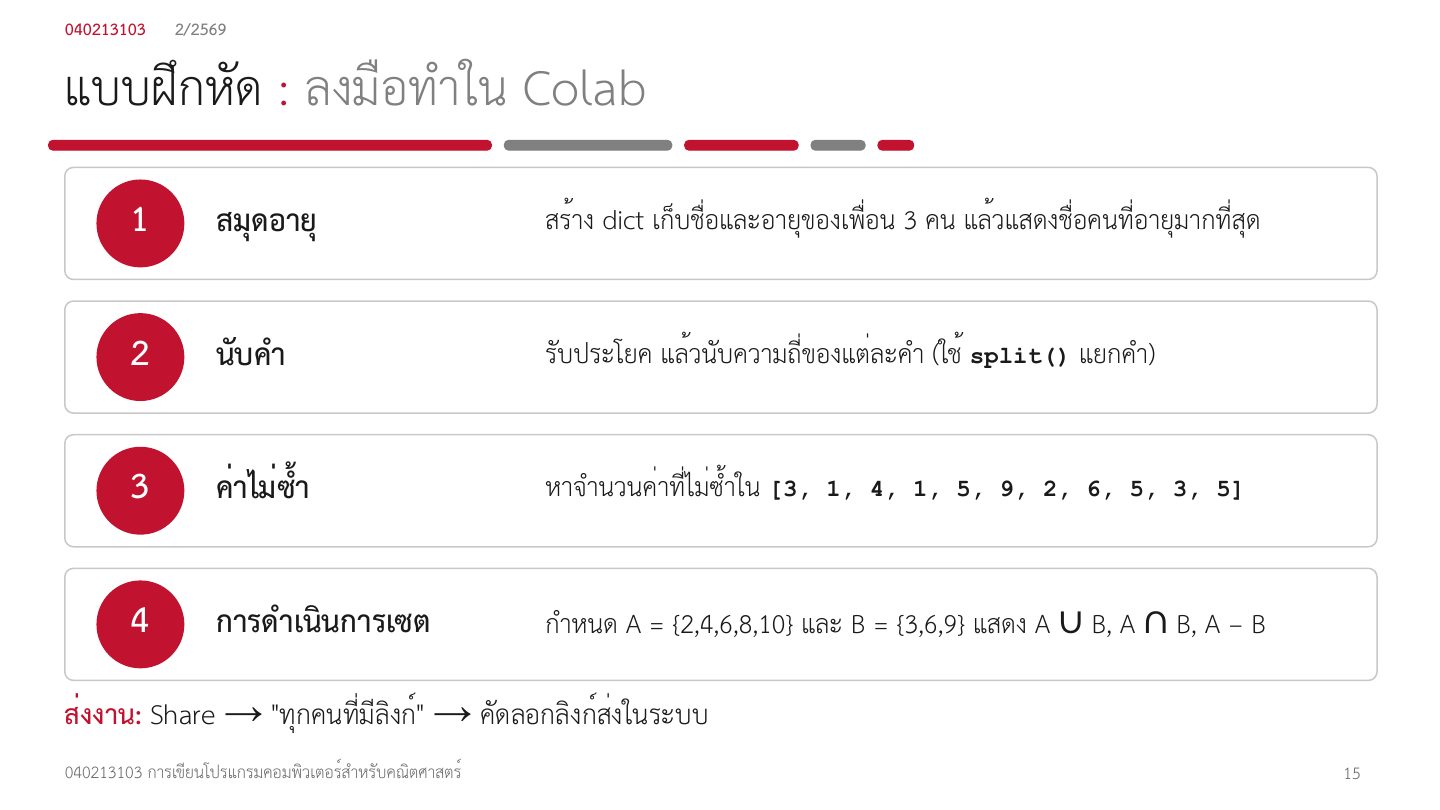 040213103 2/2569
แบบฝึกหัด : ลงมือทำใน Colab
1 สมุดอายุ สร้าง dict เก็บชื่อและอายุของเพื่อน 3 คน แล้วแสดงชื่อคนที่อายุมากที่สุด
2 นับคำ รับประโยค แล้วนับความถี่ของแต่ละคำ (ใช้ split() แยกคำ)
3 ค่าไม่ซ้ำ หาจำนวนค่าที่ไม่ซ้ำใน [3, 1, 4, 1, 5, 9, 2, 6, 5, 3, 5]
4 การดำเนินการเซต กำหนด A = {2,4,6,8,10} และ B = {3,6,9} แสดง A ∪ B, A ∩ B, A – B
ส่งงาน: Share ⟶ "ทุกคนที่มีลิงก์" ⟶ คัดลอกลิงก์ส่งในระบบ
040213103 การเขียนโปรแกรมคอมพิวเตอร์สำหรับคณิตศาสตร์ 15